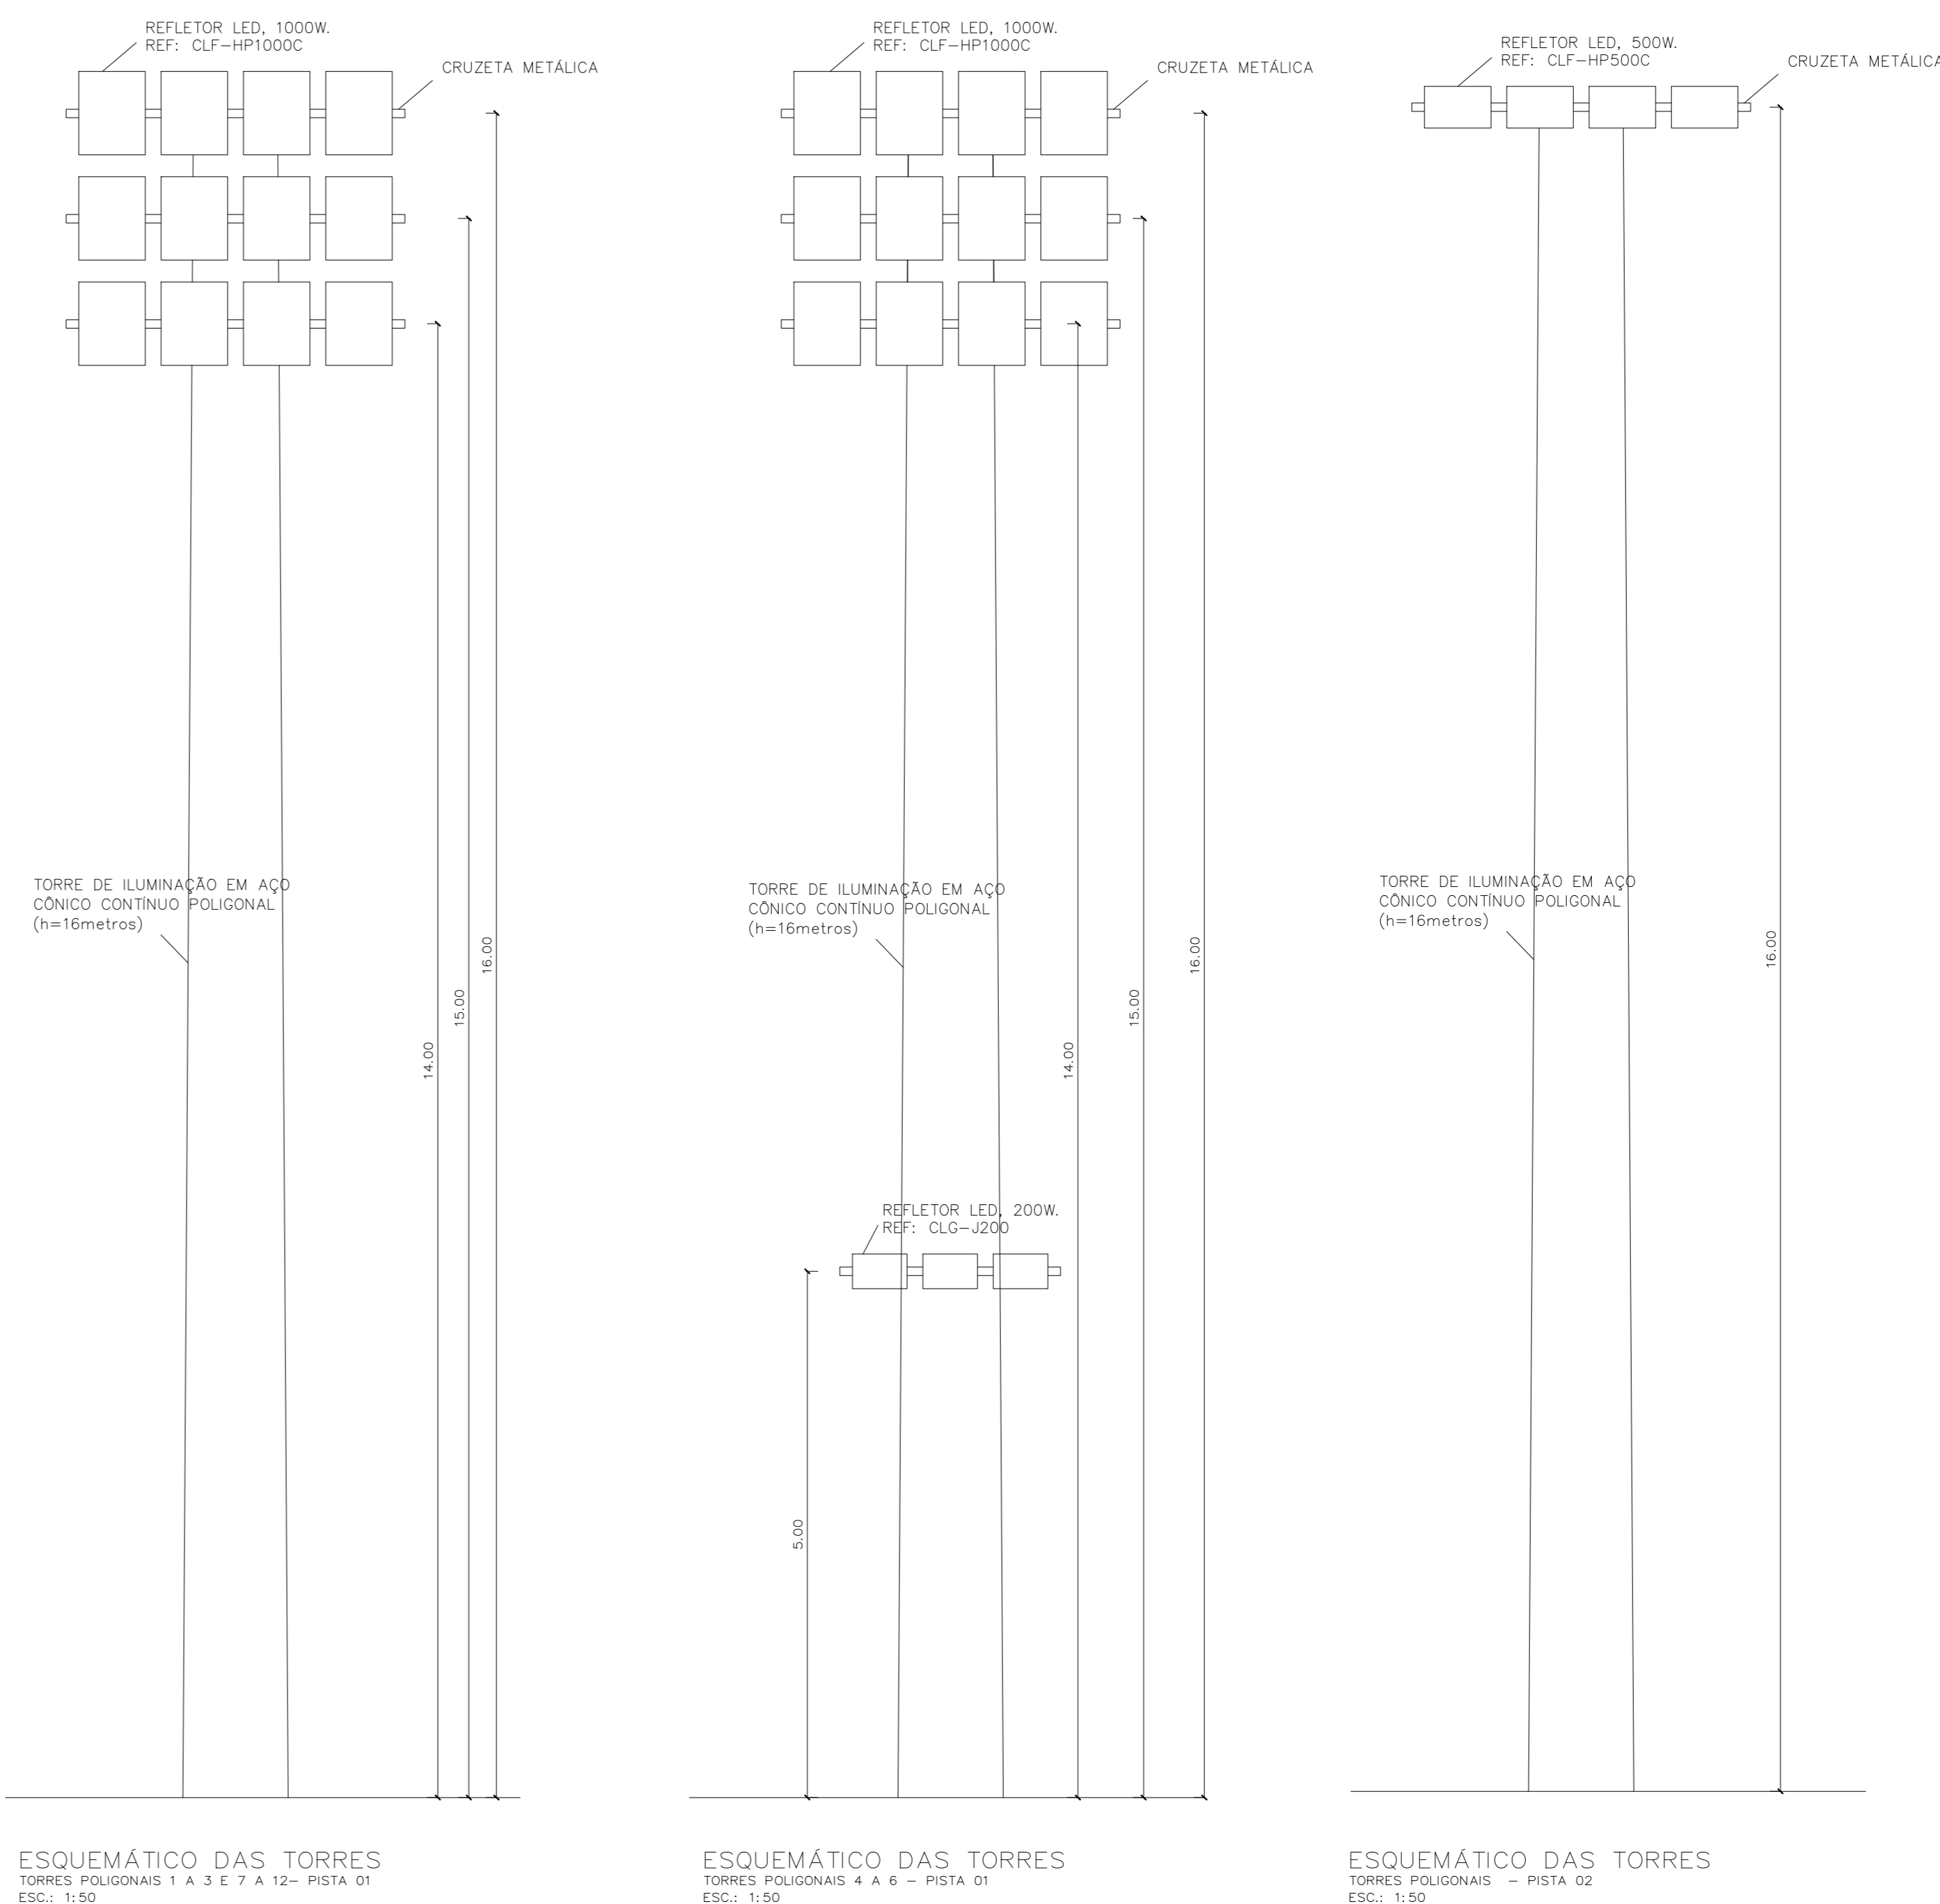 REFLETOR LED, 1000W.
REF: CLF-HP1000C
CRUZETA METÁLICA
TORRE DE ILUMINAÇÃO EM AÇO
CÔNICO CONTÍNUO POLIGONAL
(h=16metros)
14.00
15.00
16.00
ESQUEMÁTICO DAS TORRES
TORRES POLIGONAIS 1 A 3 E 7 A 12- PISTA 01
ESC.: 1:50
REFLETOR LED, 1000W.
REF: CLF-HP1000C
CRUZETA METÁLICA
TORRE DE ILUMINAÇÃO EM AÇO
CÔNICO CONTÍNUO POLIGONAL
(h=16metros)
14.00
15.00
16.00
REFLETOR LED, 200W.
REF: CLG-J200
5.00
ESQUEMÁTICO DAS TORRES
TORRES POLIGONAIS 4 A 6 - PISTA 01
ESC.: 1:50
REFLETOR LED, 500W.
REF: CLF-HP500C
CRUZETA METÁLICA
TORRE DE ILUMINAÇÃO EM AÇO
CÔNICO CONTÍNUO POLIGONAL
(h=16metros)
16.00
ESQUEMÁTICO DAS TORRES
TORRES POLIGONAIS - PISTA 02
ESC.: 1:50